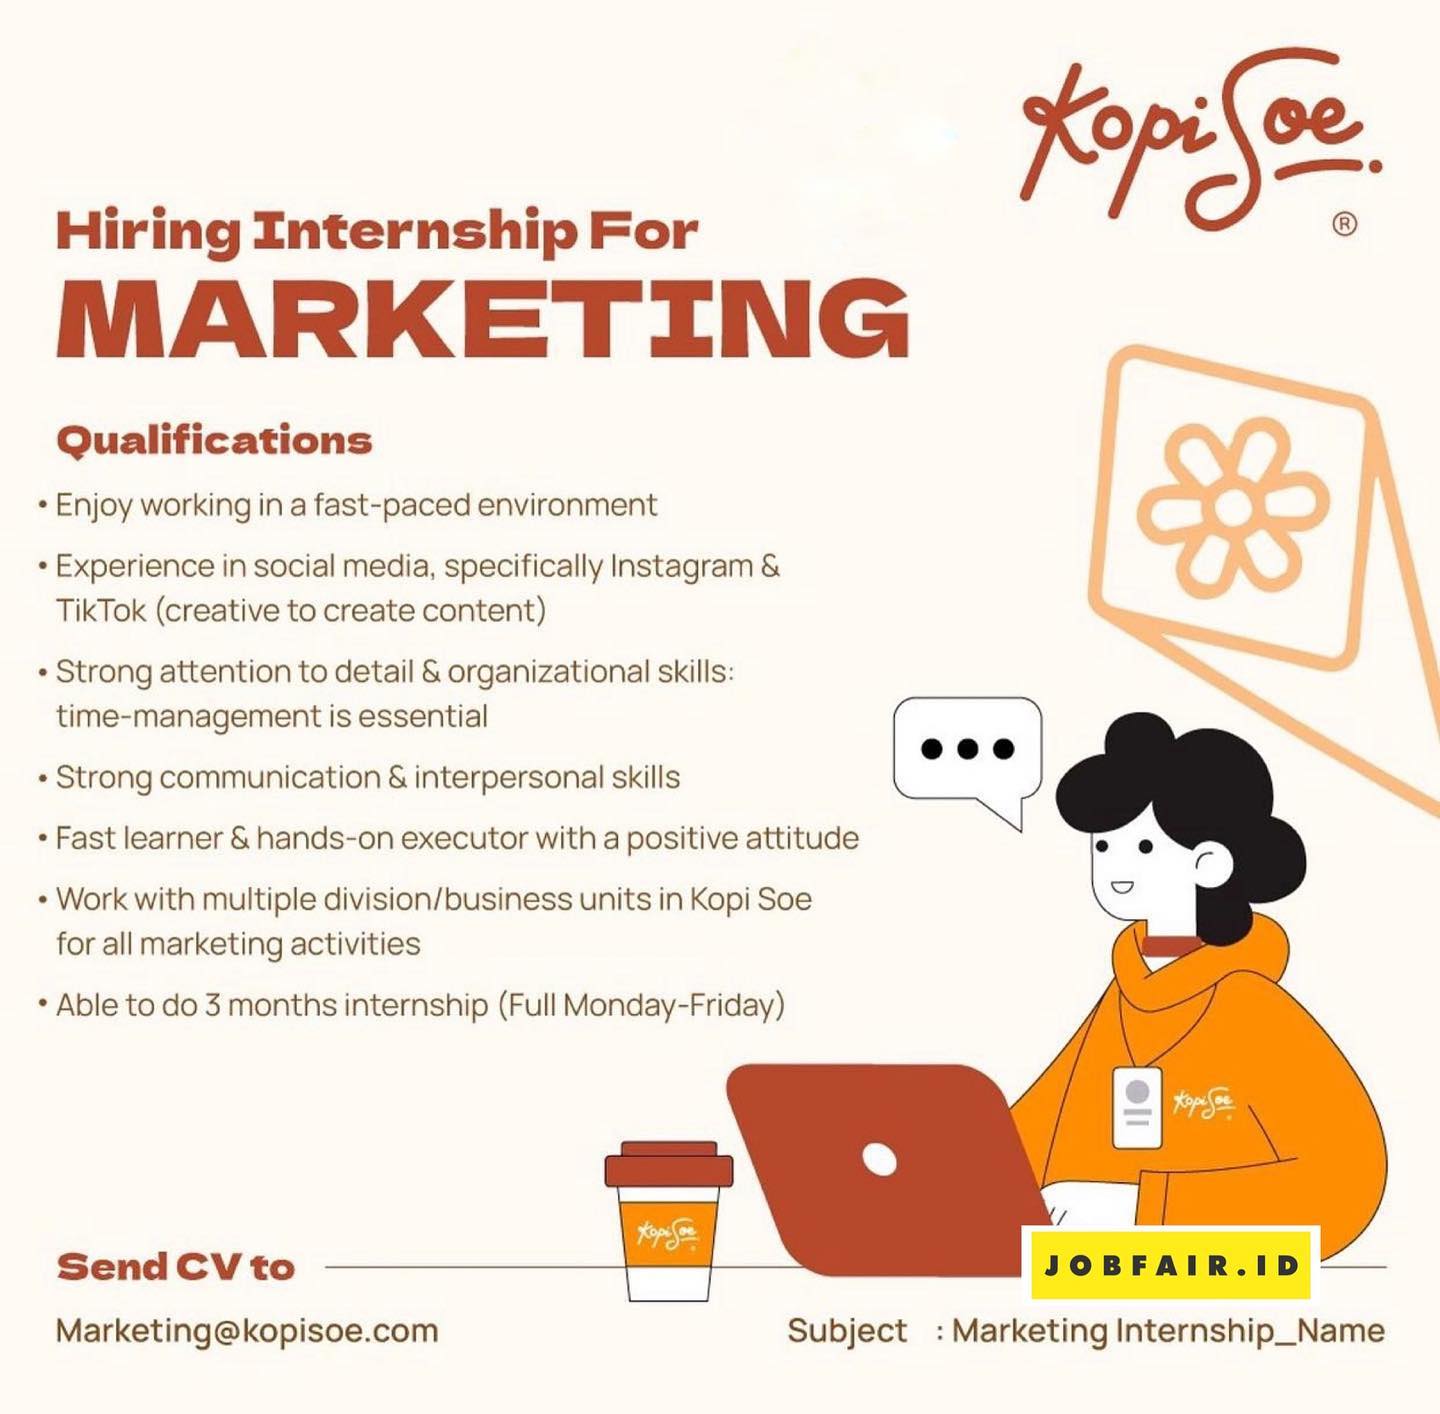 Kopi Soe.
®
Hiring Internship For
MARKETING
Qualifications
• Enjoy working in a fast-paced environment
• Experience in social media, specifically Instagram &
TikTok (creative to create content)
• Strong attention to detail & organizational skills:
time-management is essential
• Strong communication & interpersonal skills
• Fast learner & hands-on executor with a positive attitude
• Work with multiple division/business units in Kopi Soe
for all marketing activities
• Able to do 3 months internship (Full Monday-Friday)
Kopi Soe
Kopi Soe
Send CV to
JOBFAIR.ID
Marketing@kopisoe.com
Subject : Marketing Internship_Name